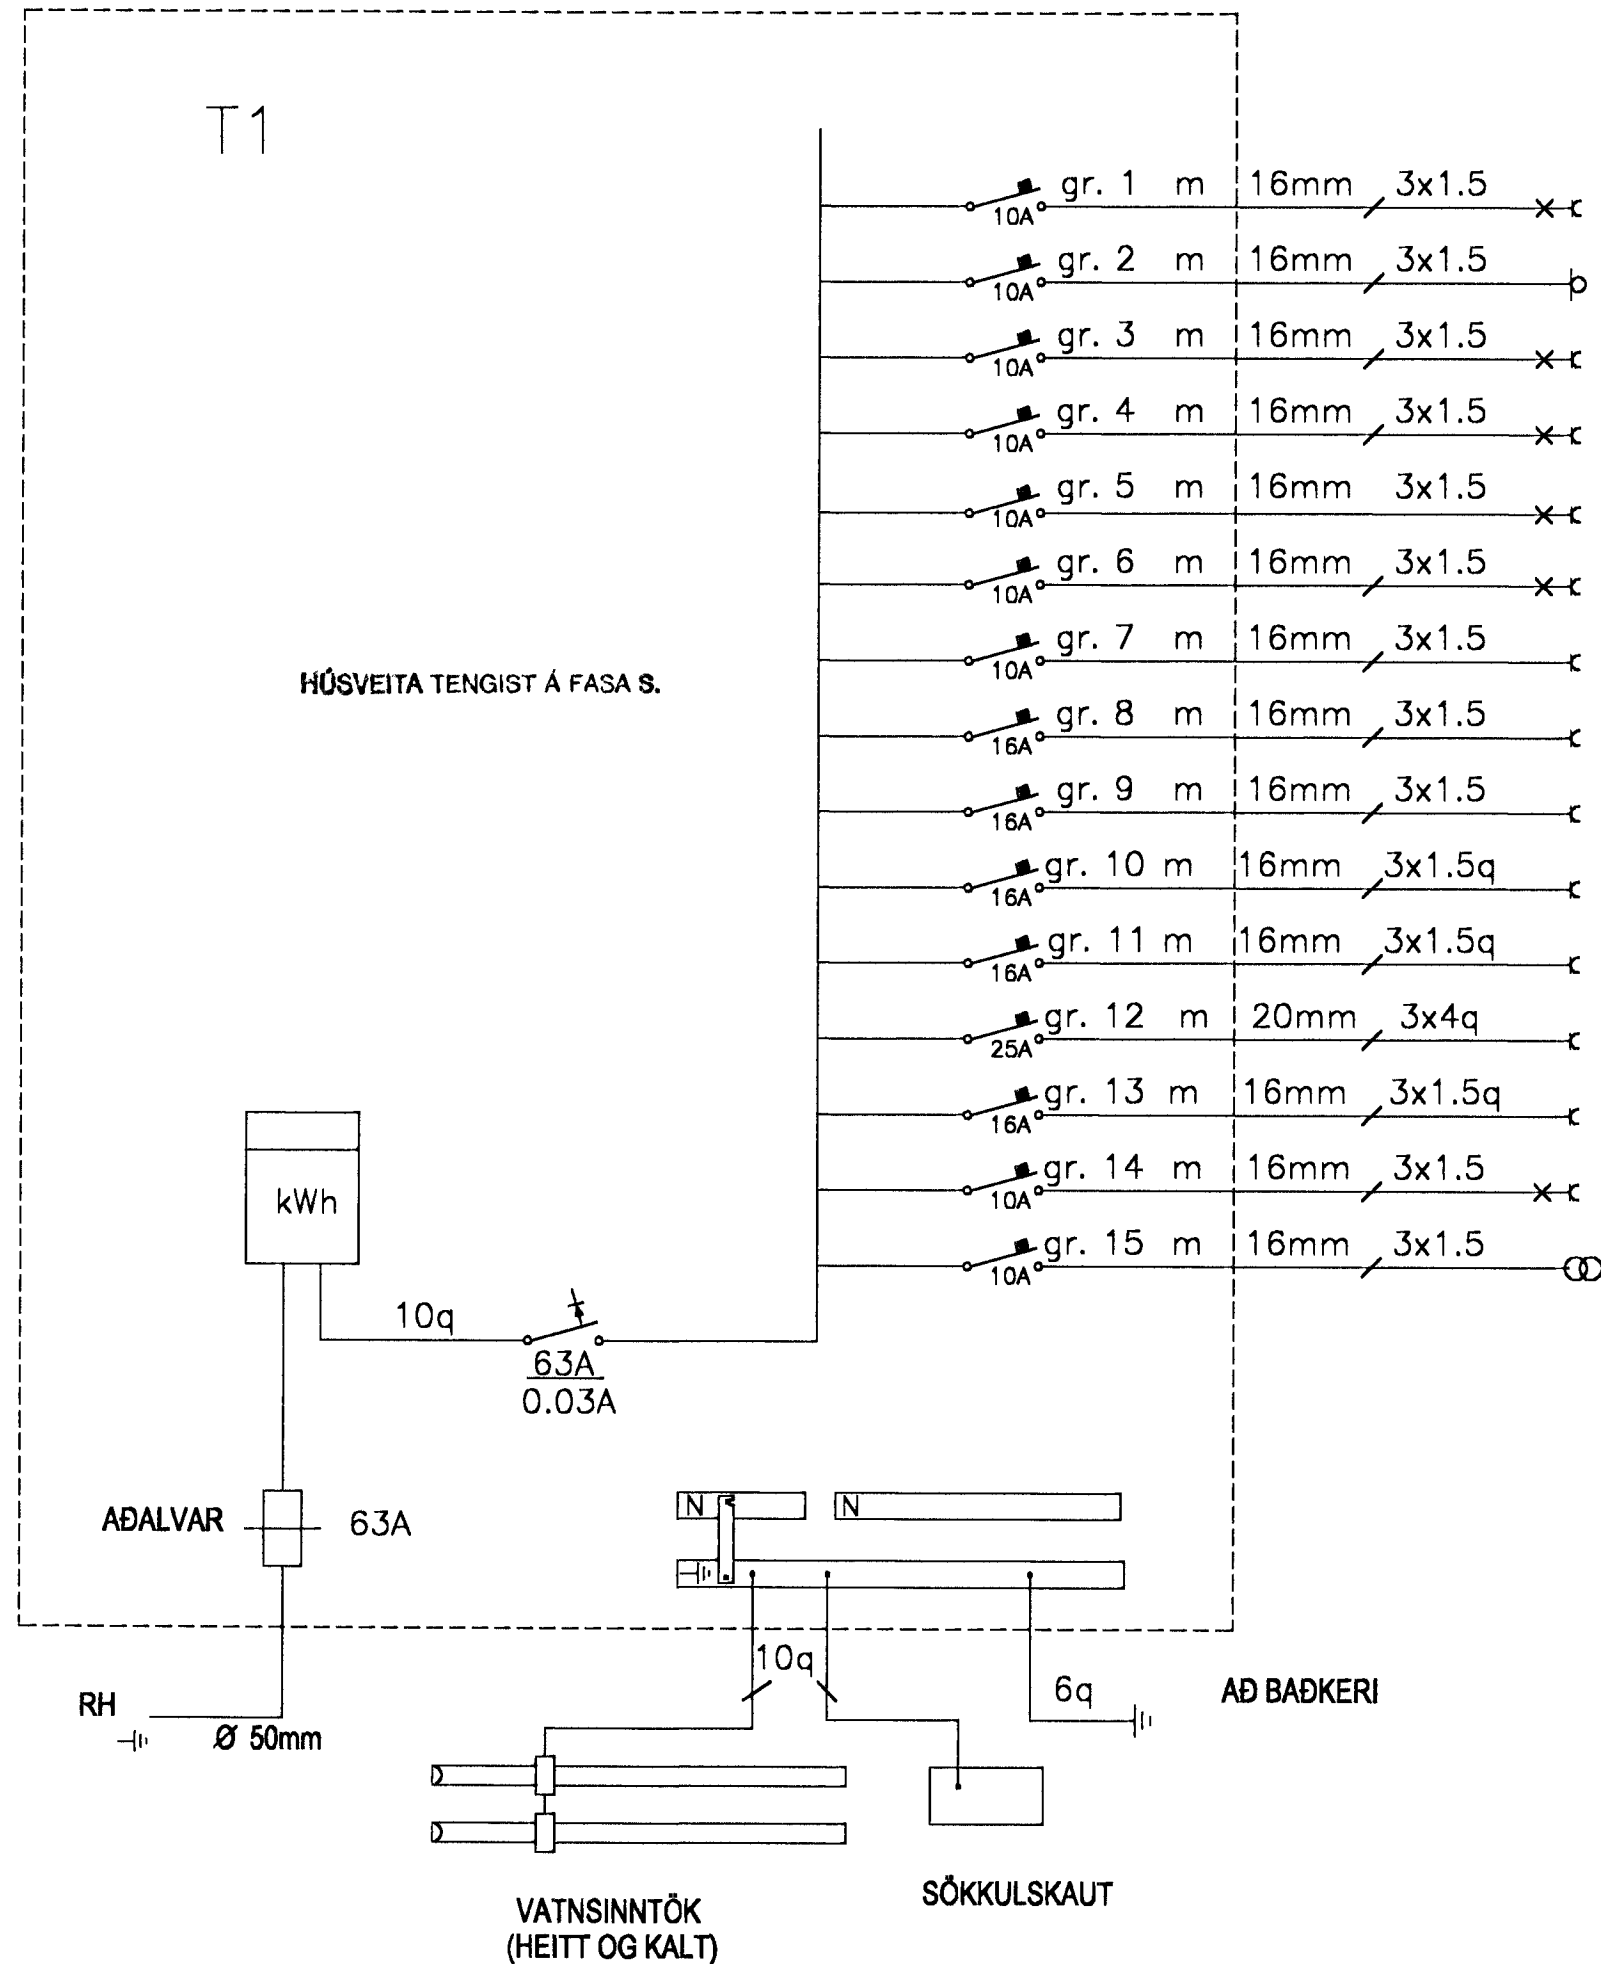 T1
gr. 1 m 16mm 3x1.5
10A
gr. 2 m 16mm 3x1.5
10A
gr. 3 m 16mm 3x1.5
10A
gr. 4 m 16mm 3x1.5
10A
gr. 5 m 16mm 3x1.5
10A
gr. 6 m 16mm 3x1.5
10A
gr. 7 m 16mm 3x1.5
10A
HÚSVEITA TENGIST Á FASA S.
gr. 8 m 16mm 3x1.5
16A
gr. 9 m 16mm 3x1.5
16A
gr. 10 m 16mm 3x1.5q
16A
gr. 11 m 16mm 3x1.5q
16A
gr. 12 m 20mm 3x4q
25A
gr. 13 m 16mm 3x1.5q
16A
gr. 14 m 16mm 3x1.5
10A
kWh
gr. 15 m 16mm 3x1.5
10A
10q
63A
0.03A
N N
AÐALVAR 63A
10q
6q
AÐ BAÐKERI
RH
Ø 50mm
SÖKKULSKAUT
VATNSINNTÖK
(HEITT OG KALT)